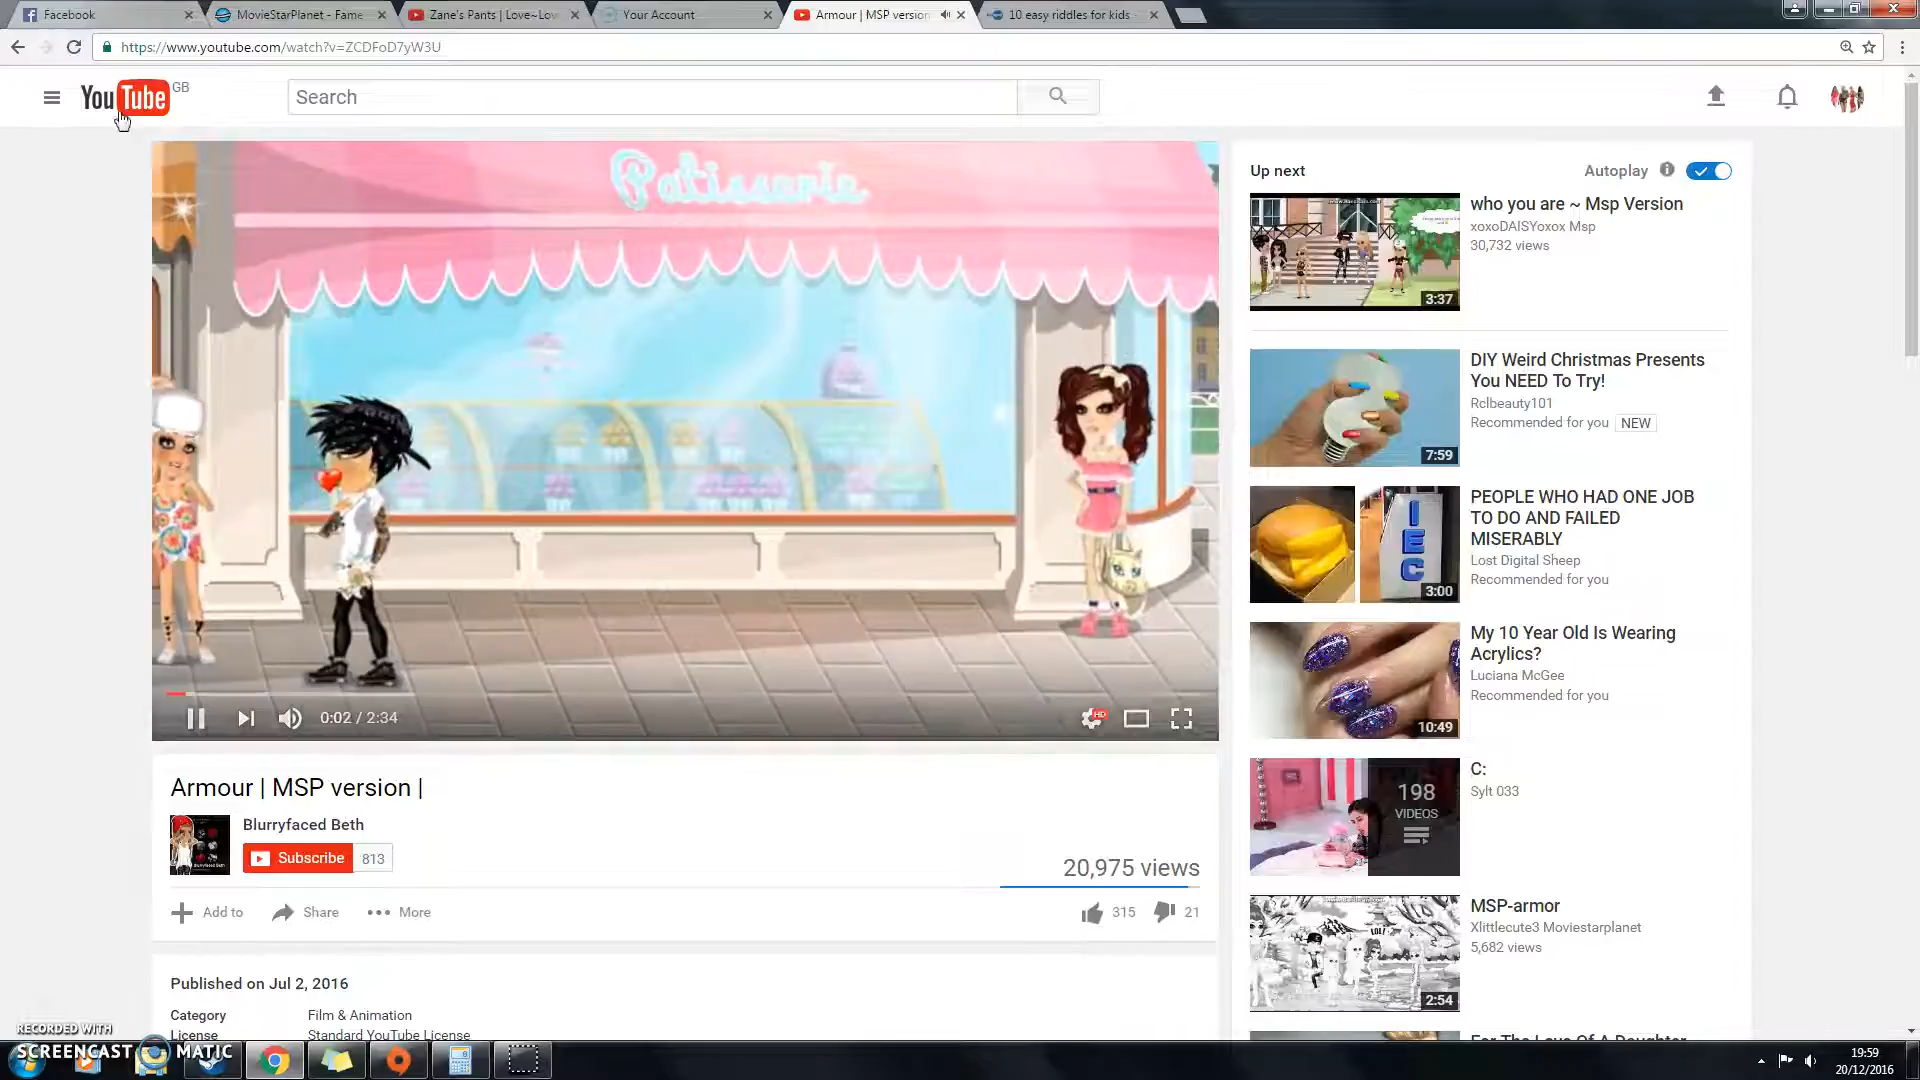 Facebook
MovieStarPlanet - Fame
Zane's Pants | Love~Lov
Your Account
Armour | MSP version
10 easy riddles for kids
https://www.youtube.com/watch?v=ZCDFoD7yW3U
YouTube GB
Search
Patisserie
0:02 / 2:34
HD
Armour | MSP version |
Blurryfaced Beth
Subscribe 813
20,975 views
Add to
Share
More
315
21
Published on Jul 2, 2016
Category Film & Animation
License Standard YouTube License
Up next
Autoplay
who you are ~ Msp Version
xoxoDAISYoxox Msp
30,732 views
3:37
DIY Weird Christmas Presents
You NEED To Try!
Rclbeauty101
Recommended for you NEW
7:59
PEOPLE WHO HAD ONE JOB
TO DO AND FAILED
MISERABLY
Lost Digital Sheep
Recommended for you
3:00
My 10 Year Old Is Wearing
Acrylics?
Luciana McGee
Recommended for you
10:49
C:
Sylt 033
198
VIDEOS
MSP-armor
Xlittlecute3 Moviestarplanet
5,682 views
2:54
For The Love Of A Daughter
RECORDED WITH
SCREENCAST MATIC
19:59
20/12/2016